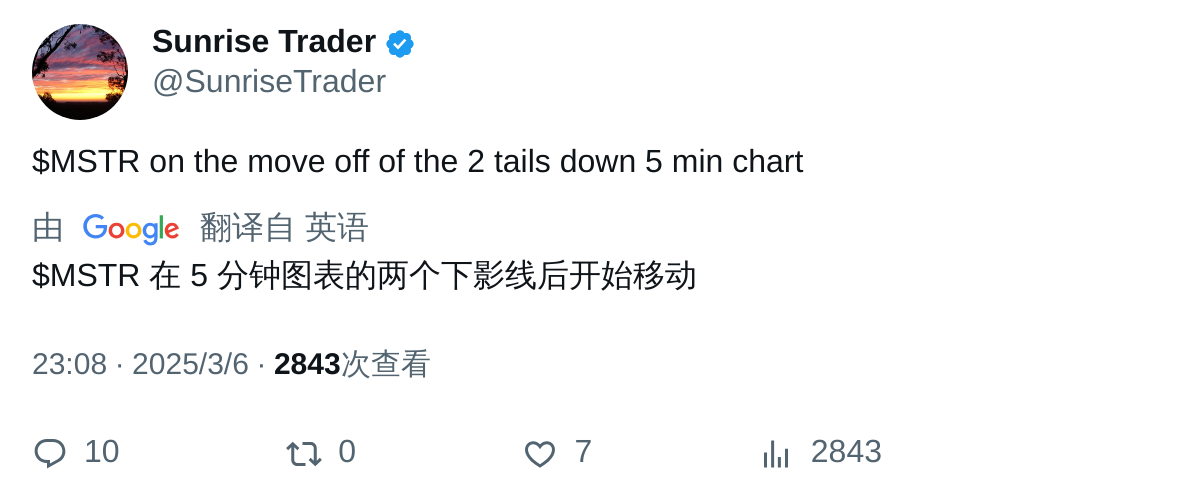 Sunrise Trader
@SunriseTrader
$MSTR on the move off of the 2 tails down 5 min chart
由 Google 翻译自 英语
$MSTR 在 5 分钟图表的两个下影线后开始移动
23:08 · 2025/3/6 · 2843次查看
10 0 7 2843